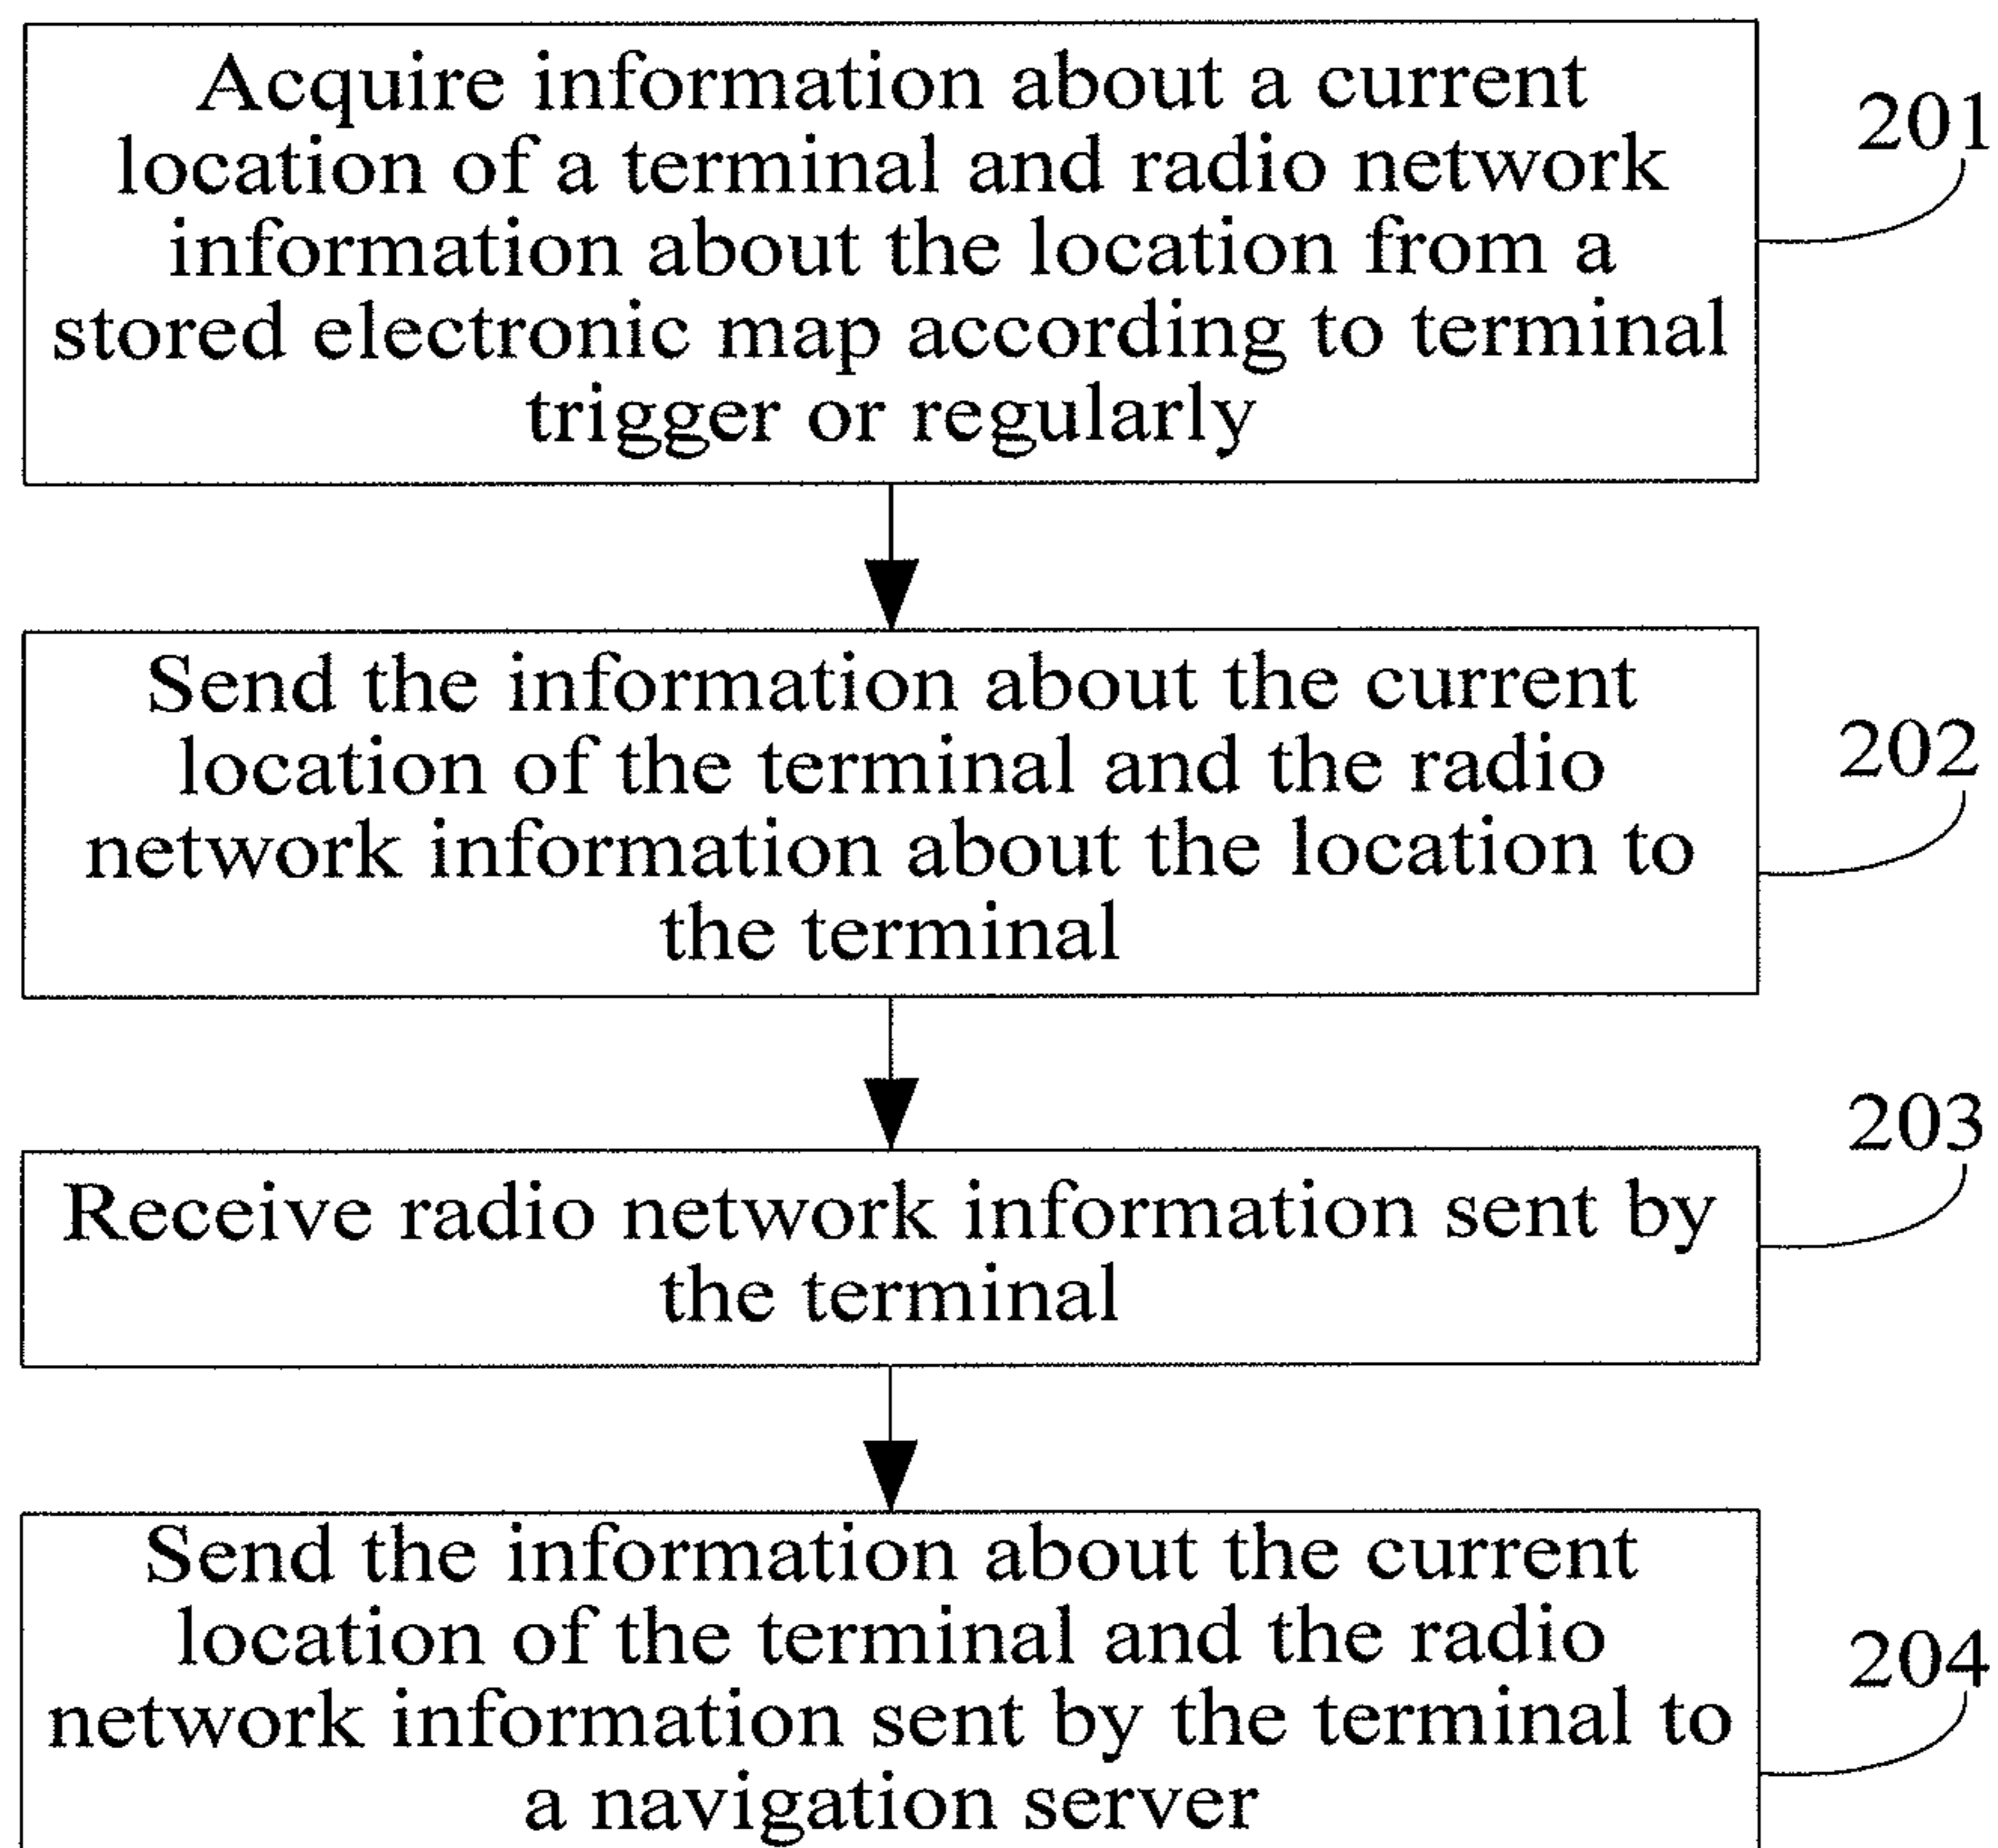 Acquire information about a current
location of a terminal and radio network
information about the location from a
stored electronic map according to terminal
trigger or regularly
201
Send the information about the current
location of the terminal and the radio
network information about the location to
the terminal
202
Receive radio network information sent by
the terminal
203
Send the information about the current
location of the terminal and the radio
network information sent by the terminal to
a navigation server
204